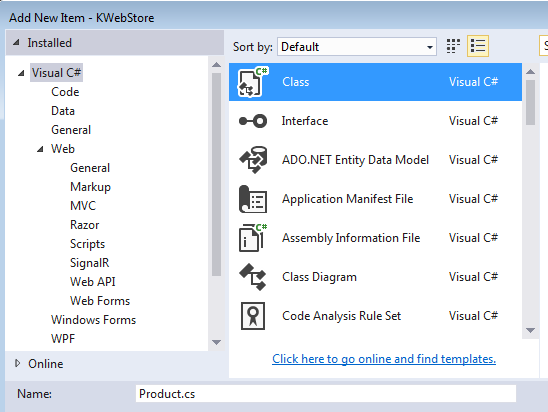 Add New Item - KWebStore
Installed
Visual C#
Code
Data
General
Web
General
Markup
MVC
Razor
Scripts
SignalR
Web API
Web Forms
Windows Forms
WPF
Online
Sort by: Default
Class Visual C#
Interface Visual C#
ADO.NET Entity Data Model Visual C#
Application Manifest File Visual C#
Assembly Information File Visual C#
Class Diagram Visual C#
Code Analysis Rule Set Visual C#
Click here to go online and find templates.
Name: Product.cs